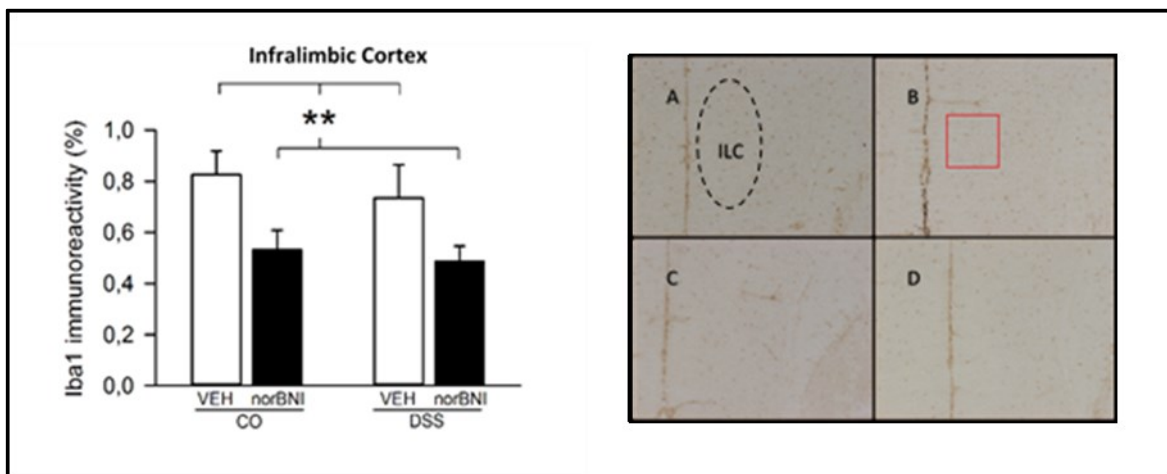 Infralimbic Cortex
**
Iba1 immunoreactivity (%)
1,0
0,8
0,6
0,4
0,2
0,0
VEH norBNI VEH norBNI
CO DSS
A
ILC
B
C
D